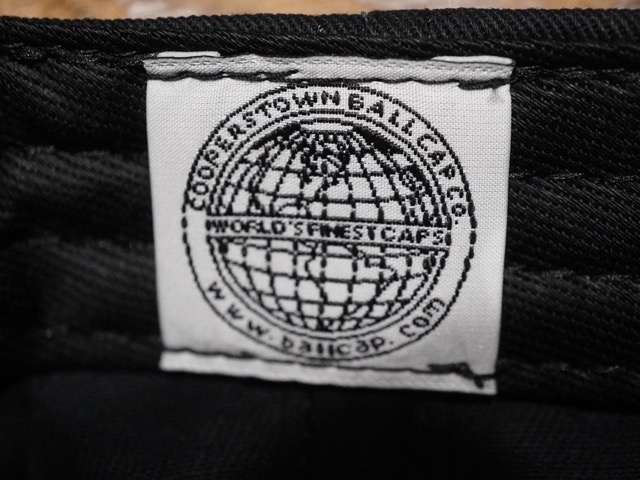 COOPERSTOWN BALL CAP CO.
WORLD'S FINEST CAPS
www.ballcap.com